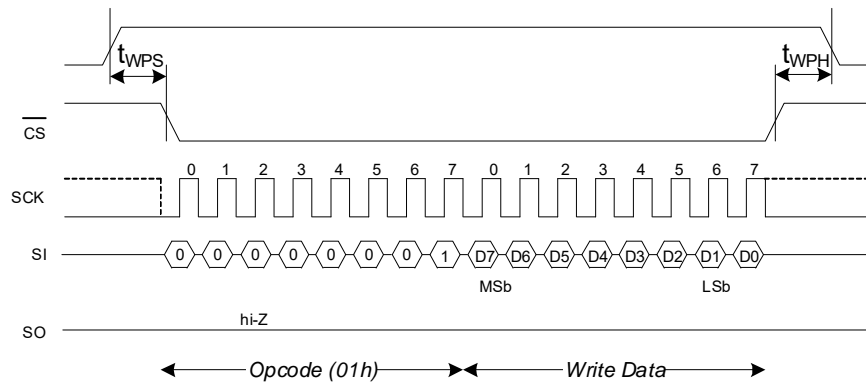 tWPS
tWPH
CS
0 1 2 3 4 5 6 7 0 1 2 3 4 5 6 7
SCK
SI 0 0 0 0 0 0 0 1 D7 D6 D5 D4 D3 D2 D1 D0
MSb LSb
hi-Z
SO
Opcode (01h) Write Data